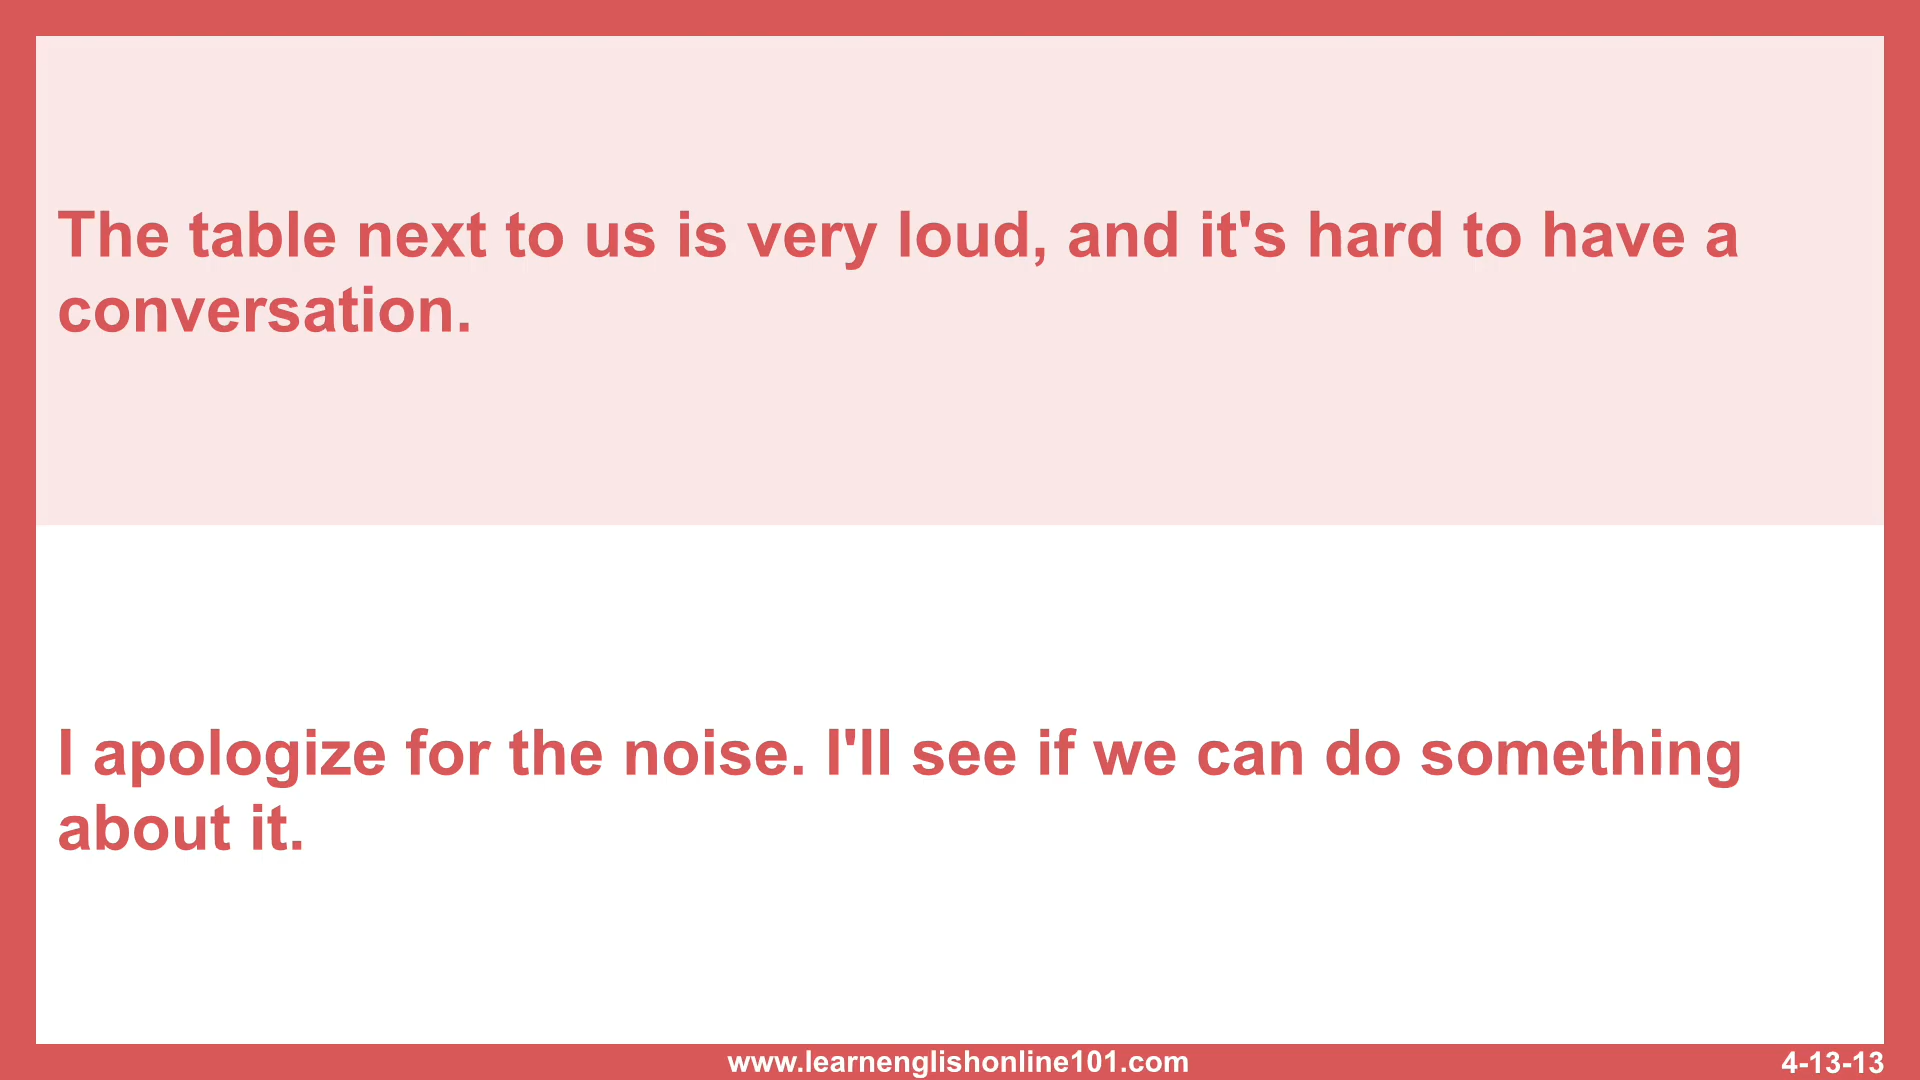 The table next to us is very loud, and it's hard to have a
conversation.
I apologize for the noise. I'll see if we can do something
about it.
www.learnenglishonline101.com
4-13-13